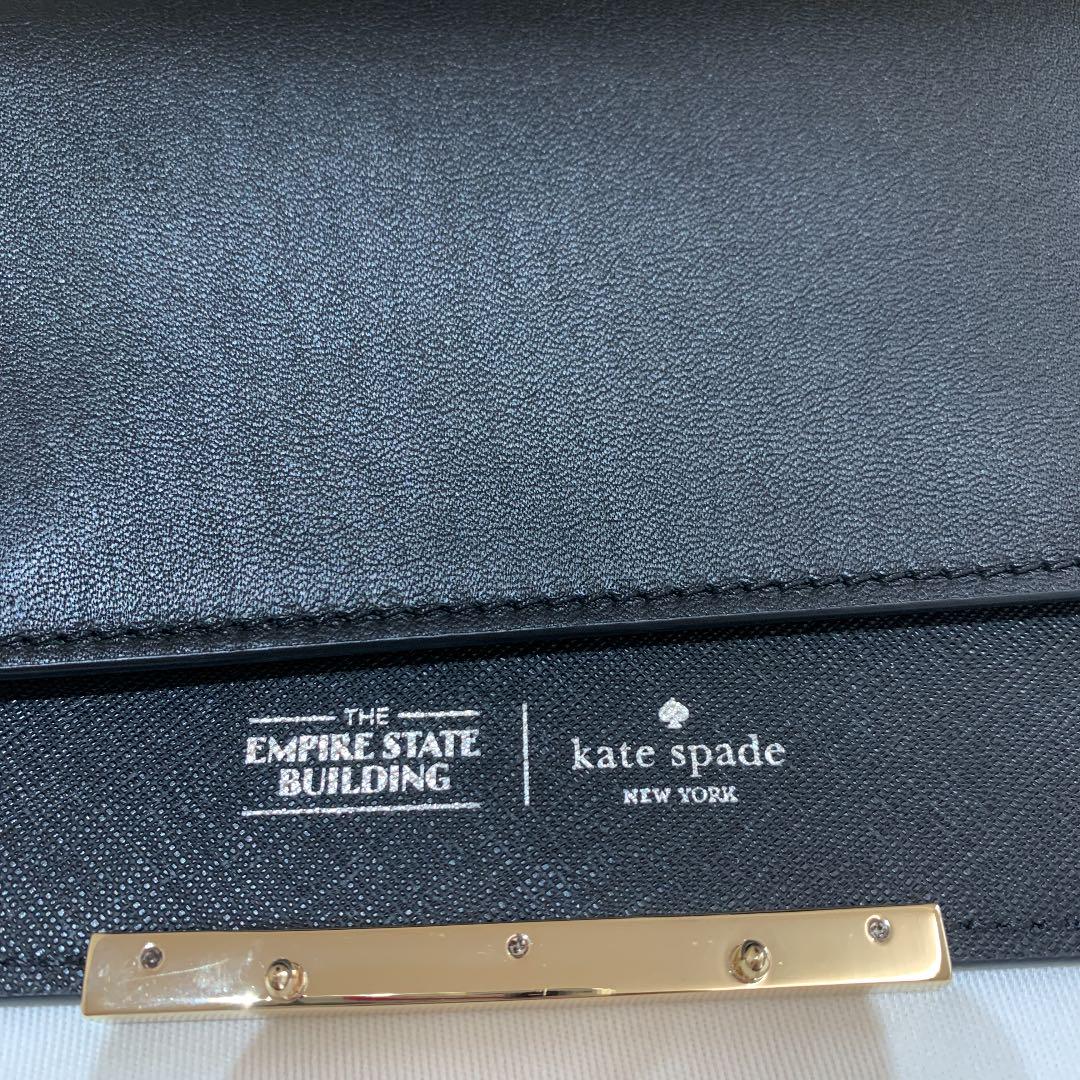 THE
EMPIRE STATE
BUILDING
kate spade
NEW YORK